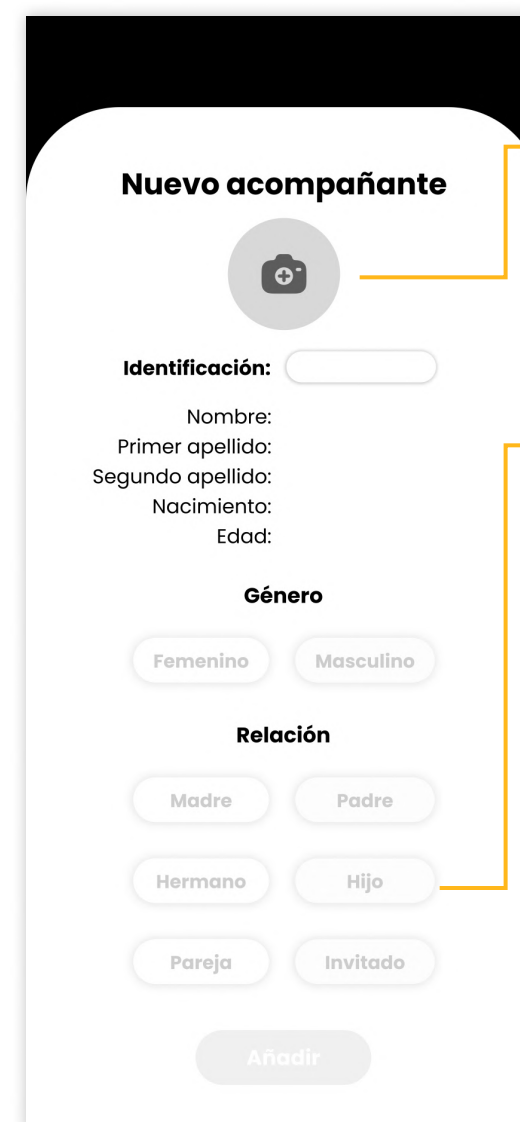 Nuevo acompañante
Identificación:
Nombre:
Primer apellido:
Segundo apellido:
Nacimiento:
Edad:
Género
Femenino Masculino
Relación
Madre Padre
Hermano Hijo
Pareja Invitado
Añadir